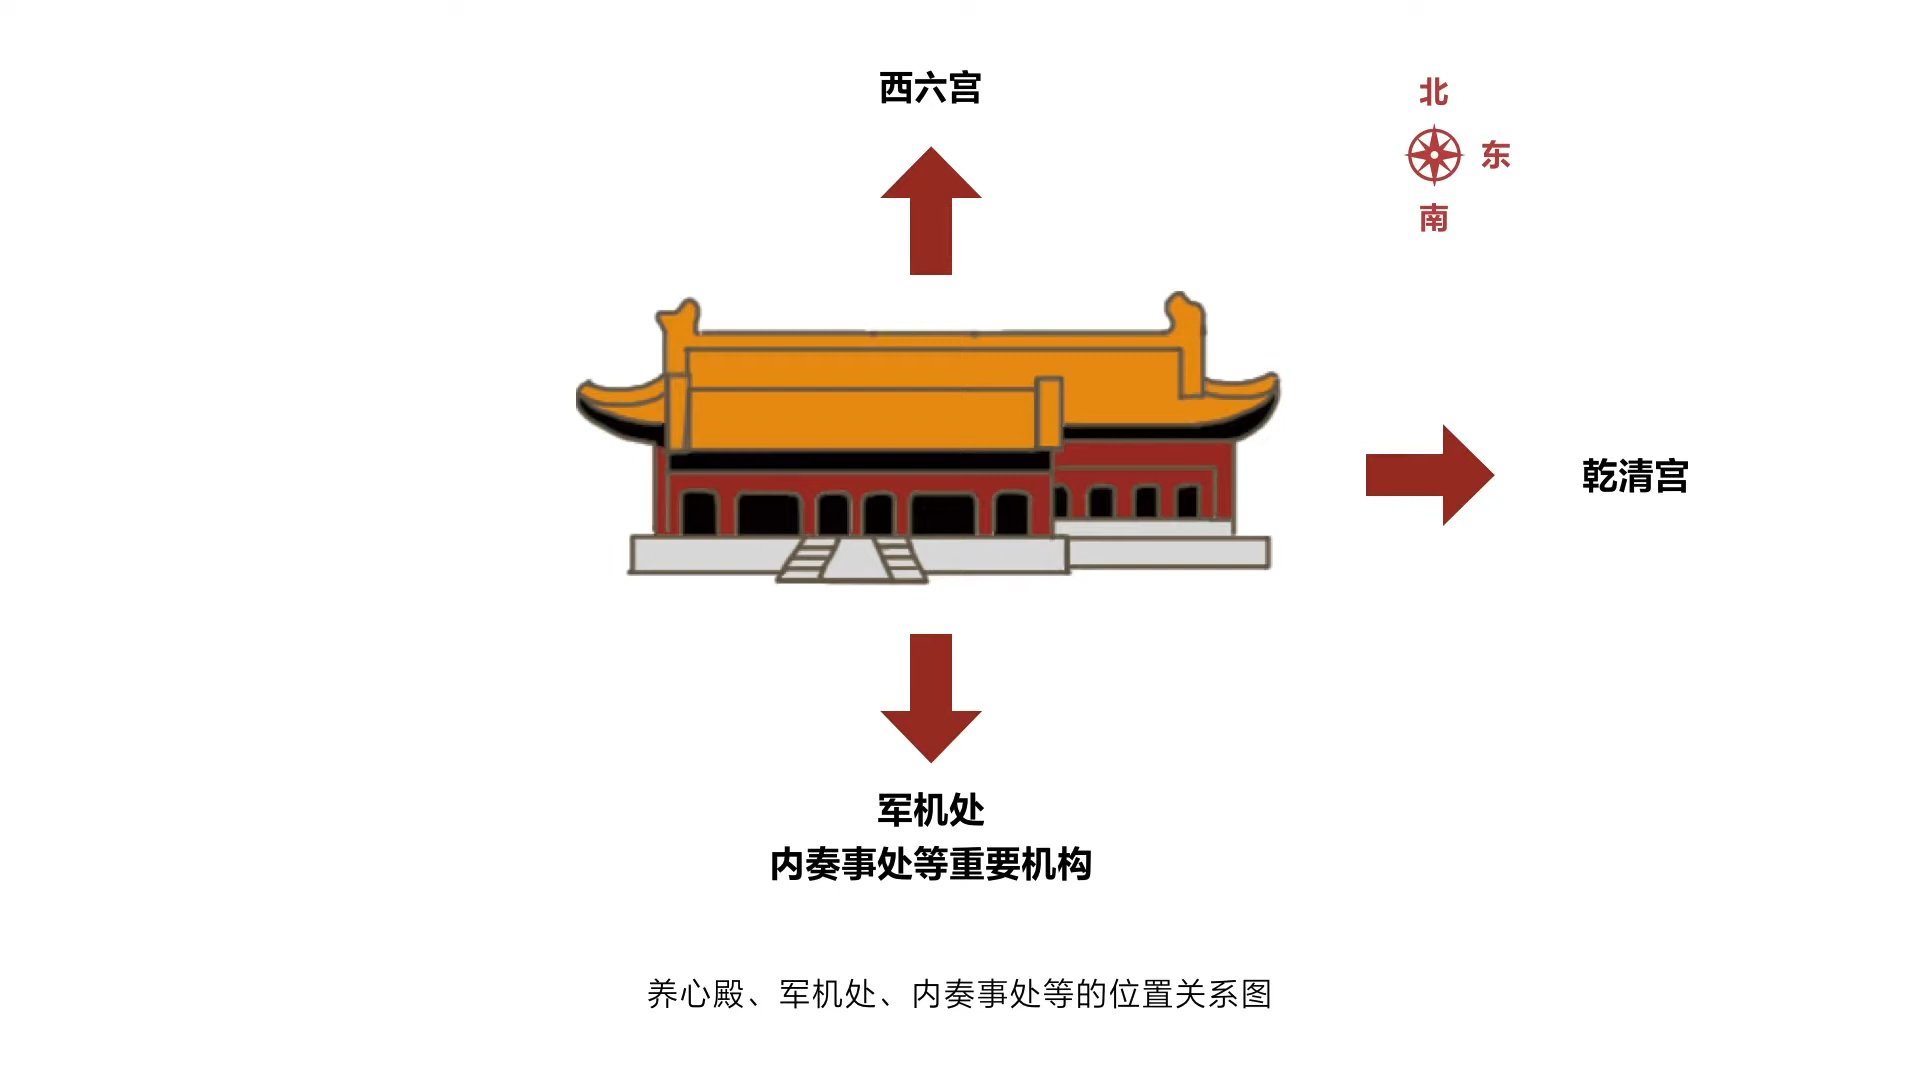 西六宫
北
东
南
乾清宫
军机处
内奏事处等重要机构
养心殿、军机处、内奏事处等的位置关系图